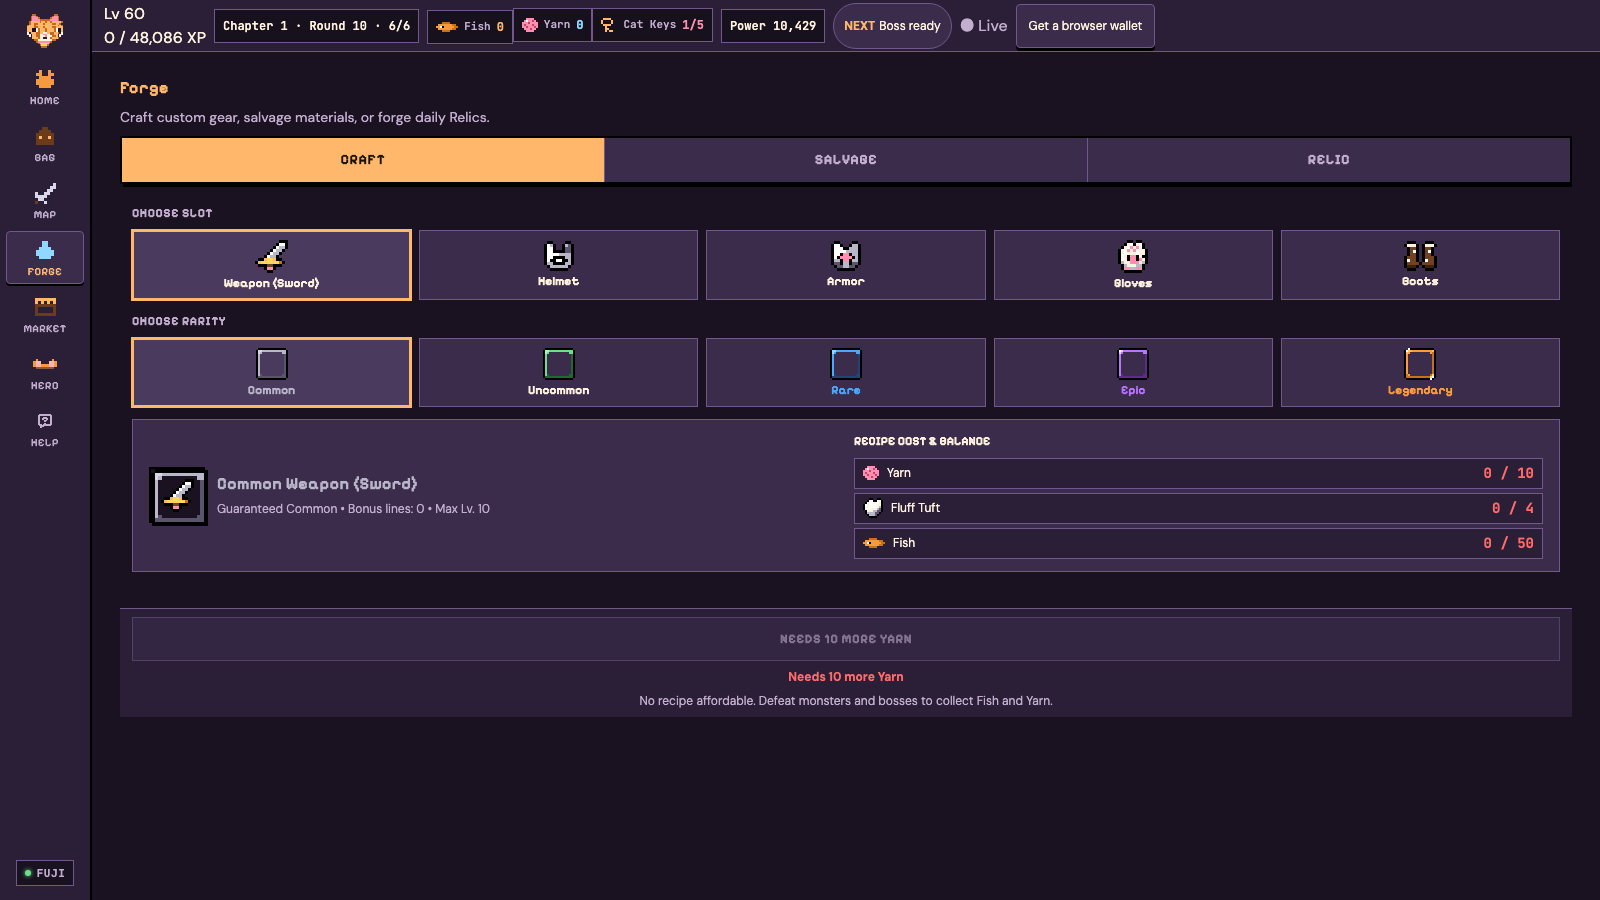 Lv 60
0 / 48,086 XP
Chapter 1 · Round 10 · 6/6
Fish 0
Yarn 0
Cat Keys 1/5
Power 10,429
NEXT Boss ready
Live
Get a browser wallet
HOME
BAG
MAP
FORGE
MARKET
HERO
HELP
FUJI
Forge
Craft custom gear, salvage materials, or forge daily Relics.
CRAFT
SALVAGE
RELIC
CHOOSE SLOT
Weapon (Sword)
Helmet
Armor
Gloves
Boots
CHOOSE RARITY
Common
Uncommon
Rare
Epic
Legendary
Common Weapon (Sword)
Guaranteed Common • Bonus lines: 0 • Max Lv. 10
RECIPE COST & BALANCE
Yarn 0 / 10
Fluff Tuft 0 / 4
Fish 0 / 50
NEEDS 10 MORE YARN
Needs 10 more Yarn
No recipe affordable. Defeat monsters and bosses to collect Fish and Yarn.